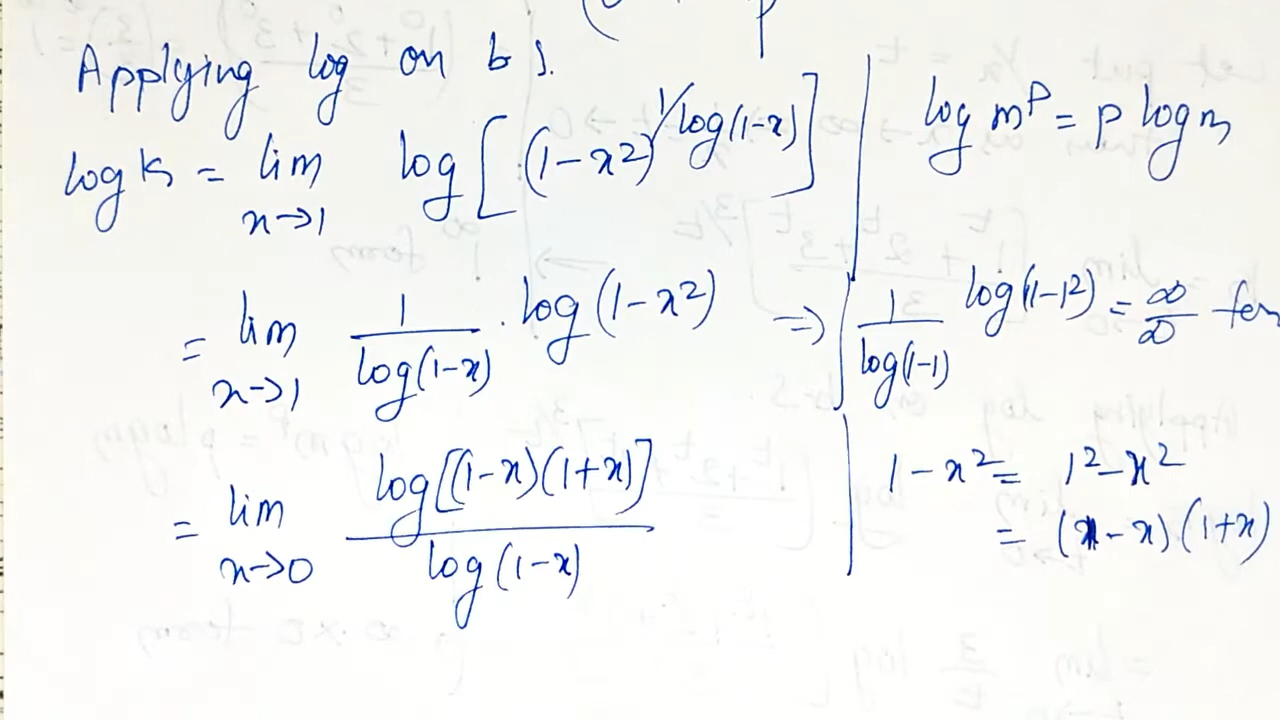 Applying log on b s.
log k = lim x→1 log[(1-x²)^1/log(1-x)]
log m^p = p log m
= lim x→1 1/log(1-x) . log(1-x²) ⇒
1/log(1-1) log(1-1²) = ∞/∞ for
= lim x→0 log[(1-x)(1+x)]/log(1-x)
1-x² = 1²-x²
= (1-x)(1+x)